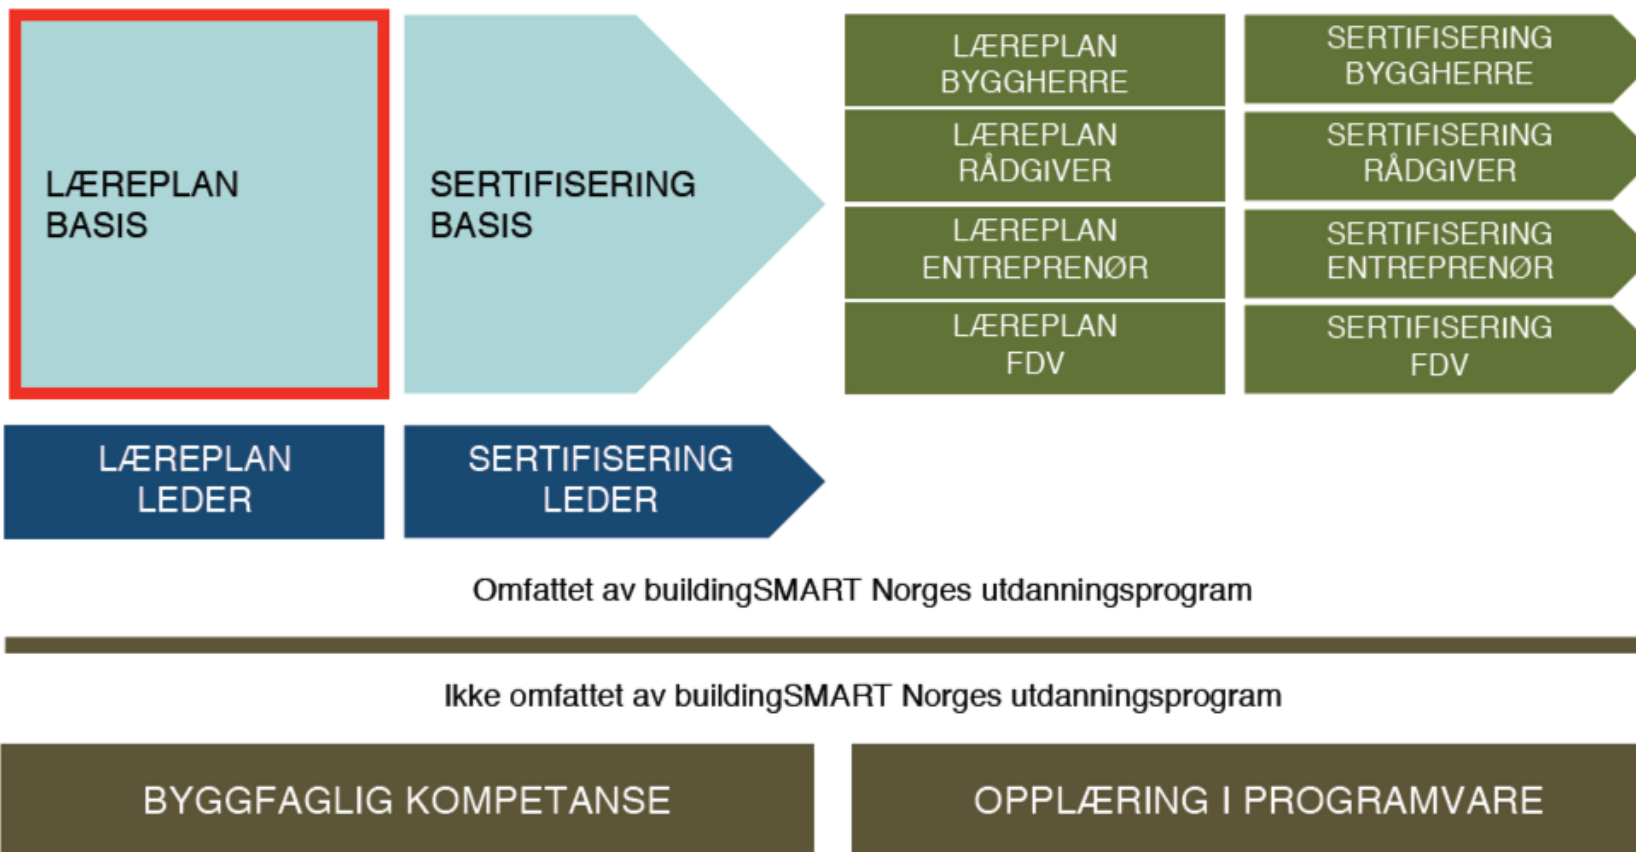 LÆREPLAN
BASIS
SERTIFISERING
BASIS
LÆREPLAN
BYGGHERRE
SERTIFISERING
BYGGHERRE
LÆREPLAN
RÅDGIVER
SERTIFISERING
RÅDGIVER
LÆREPLAN
ENTREPRENØR
SERTIFISERING
ENTREPRENØR
LÆREPLAN
FDV
SERTIFISERING
FDV
LÆREPLAN
LEDER
SERTIFISERING
LEDER
Omfattet av buildingSMART Norges utdanningsprogram
Ikke omfattet av buildingSMART Norges utdanningsprogram
BYGGFAGLIG KOMPETANSE
OPPLÆRING I PROGRAMVARE